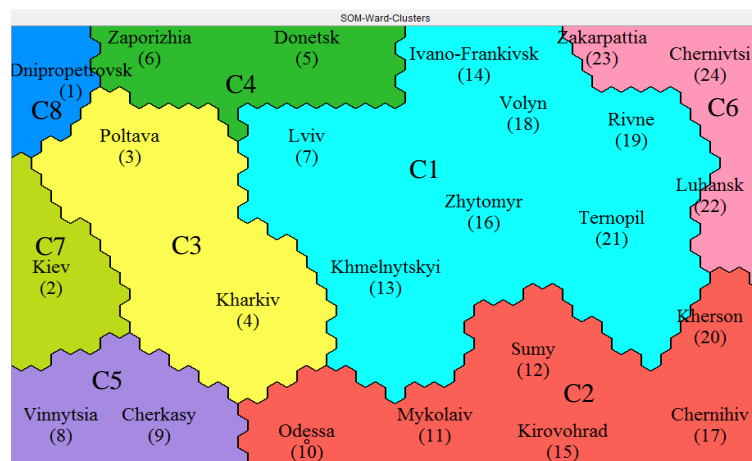 SOM-Ward-Clusters
Zaporizhia
(6)
Donetsk
(5)
Ivano-Frankivsk
(14)
Zakarpattia
(23)
Chernivtsi
(24)
Dnipropetrovsk
(1)
C8
C4
C6
Poltava
(3)
Lviv
(7)
Volyn
(18)
Rivne
(19)
C1
Zhytomyr
(16)
Luhansk
(22)
Ternopil
(21)
C7
Kiev
(2)
C3
Kharkiv
(4)
Khmelnytskyi
(13)
Kherson
(20)
C5
Sumy
(12)
C2
Vinnytsia
(8)
Cherkasy
(9)
Odessa
(10)
Mykolaiv
(11)
Kirovohrad
(15)
Chernihiv
(17)